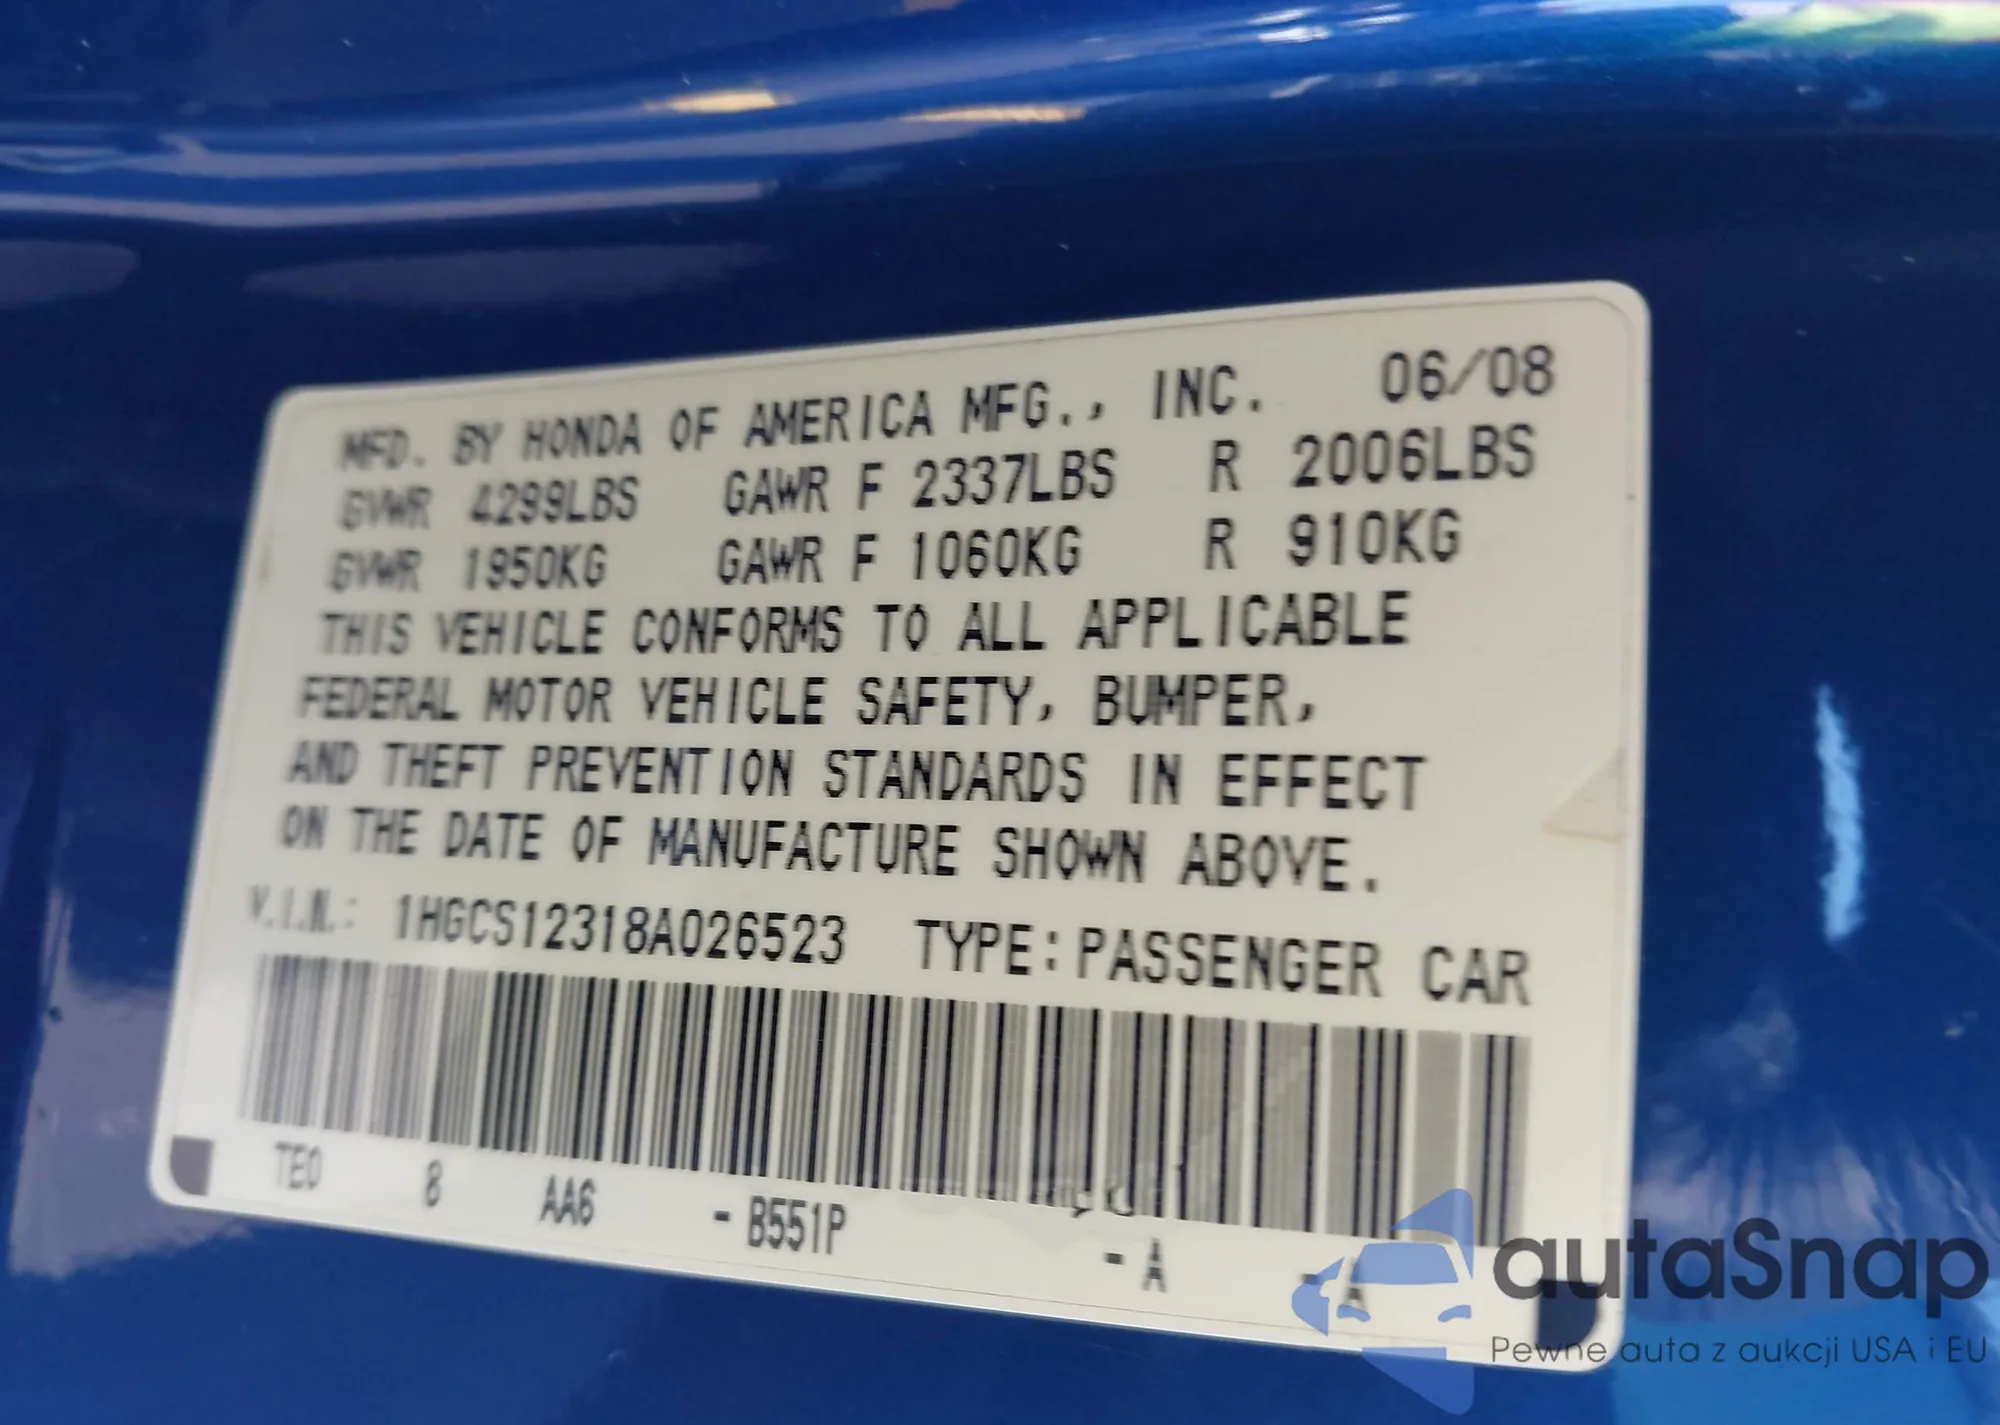 MFD. BY HONDA OF AMERICA MFG., INC. 06/08
GVWR 4299LBS GAWR F 2337LBS R 2006LBS
GVWR 1950KG GAWR F 1060KG R 910KG
THIS VEHICLE CONFORMS TO ALL APPLICABLE
FEDERAL MOTOR VEHICLE SAFETY, BUMPER,
AND THEFT PREVENTION STANDARDS IN EFFECT
ON THE DATE OF MANUFACTURE SHOWN ABOVE.
V.I.N.: 1HGCS12318A026523 TYPE: PASSENGER CAR
TE0 8 AA6 - B551P - A - A
autaSnap
Pewne auta z aukcji USA i EU